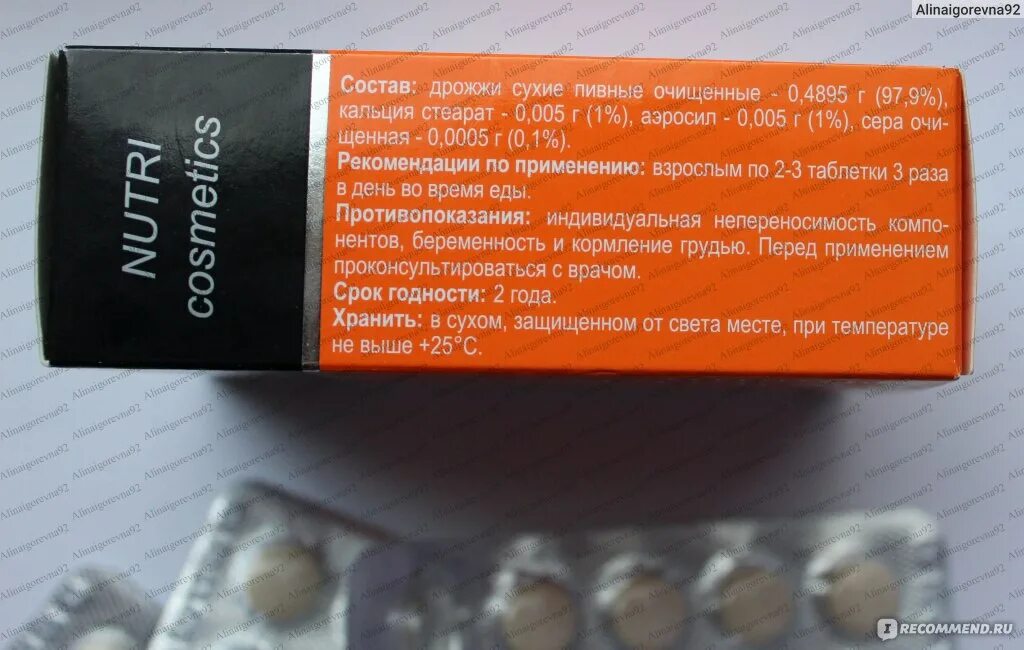 Alinaigorevna92
NUTRI
cosmetics
Состав: дрожжи сухие пивные очищенные - 0,4895 г (97,9%),
кальция стеарат - 0,005 г (1%), аэросил - 0,005 г (1%), сера очи-
щенная - 0,0005 г (0,1%).
Рекомендации по применению: взрослым по 2-3 таблетки 3 раза
в день во время еды.
Противопоказания: индивидуальная непереносимость компо-
нентов, беременность и кормление грудью. Перед применением
проконсультироваться с врачом.
Срок годности: 2 года.
Хранить: в сухом, защищенном от света месте, при температуре
не выше +25°С.
RECOMMEND.RU